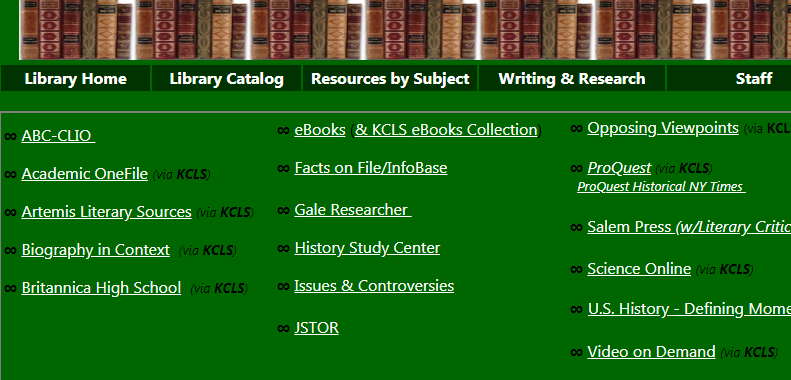 Library Home
Library Catalog
Resources by Subject
Writing & Research
Staff
∞ ABC-CLIO
∞ Academic OneFile (via KCLS)
∞ Artemis Literary Sources (via KCLS)
∞ Biography in Context (via KCLS)
∞ Britannica High School (via KCLS)
∞ eBooks (& KCLS eBooks Collection)
∞ Facts on File/InfoBase
∞ Gale Researcher
∞ History Study Center
∞ Issues & Controversies
∞ JSTOR
∞ Opposing Viewpoints (via KCL
∞ ProQuest (via KCLS)
ProQuest Historical NY Times
∞ Salem Press (w/Literary Critic
∞ Science Online (via KCLS)
∞ U.S. History - Defining Mome
∞ Video on Demand (via KCLS)